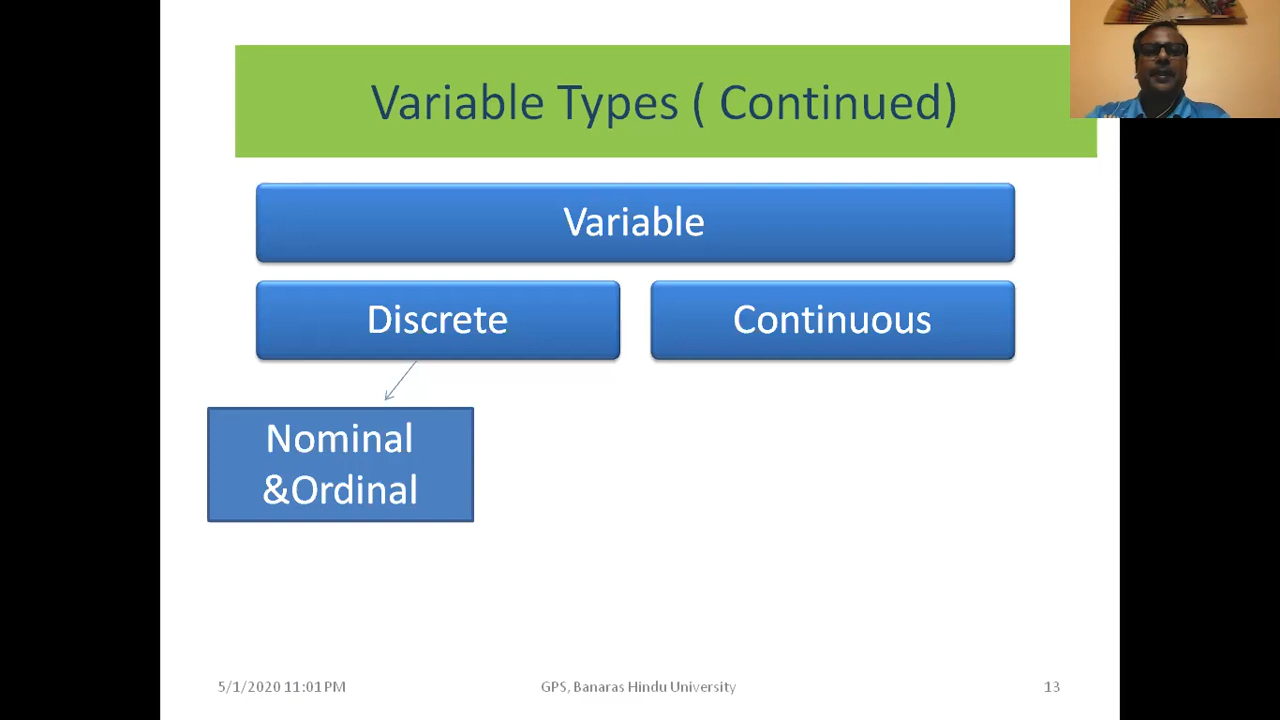 Variable Types ( Continued)
Variable
Discrete
Continuous
Nominal
&Ordinal
5/1/2020 11:01 PM
GPS, Banaras Hindu University
13